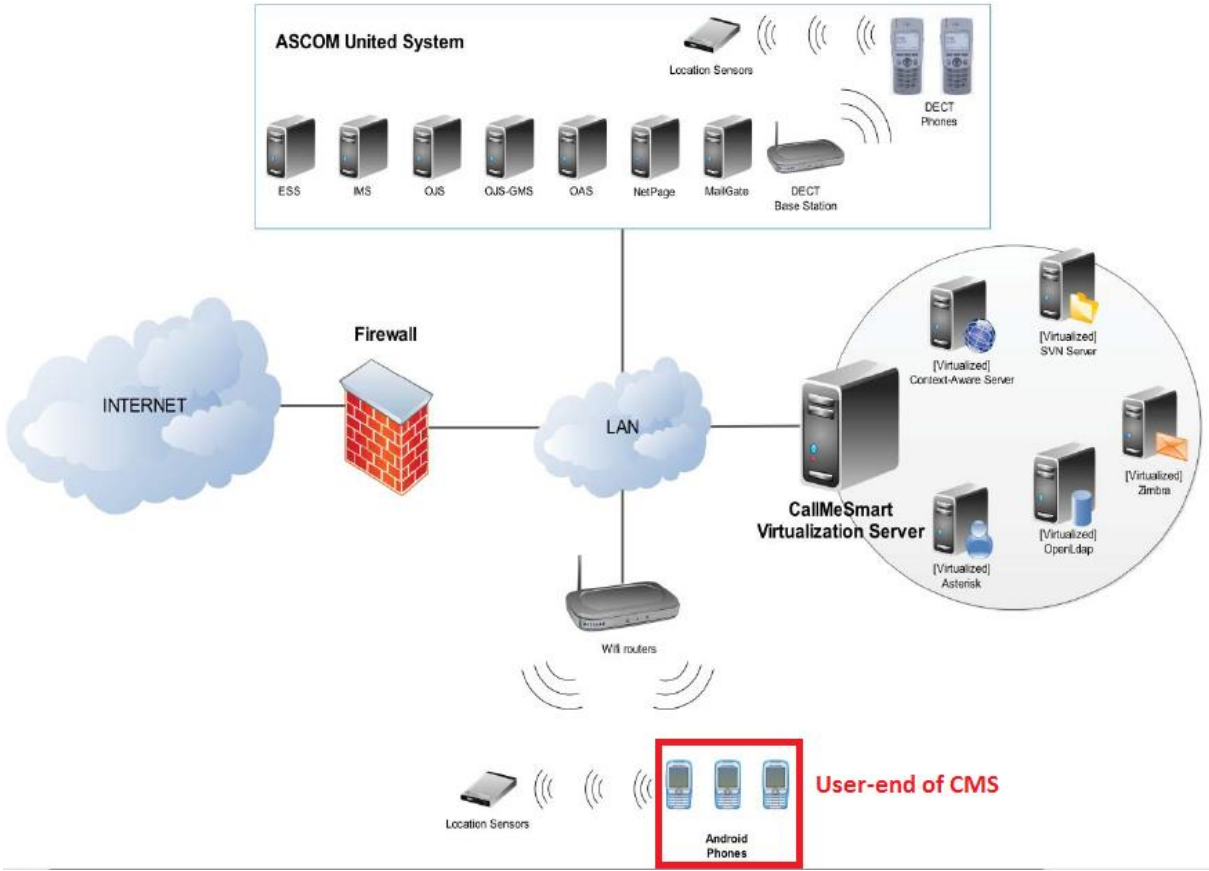 ASCOM United System
Location Sensors
DECT
Phones
ESS
IMS
OJS
OJS-GMS
OAS
NetPage
MailGate
DECT
Base Station
INTERNET
Firewall
LAN
CallMeSmart
Virtualization Server
[Virtualized]
Context-Aware Server
[Virtualized]
SVN Server
[Virtualized]
Zimbra
[Virtualized]
OpenLdap
[Virtualized]
Asterisk
Wifi routers
Location Sensors
Android
Phones
User-end of CMS